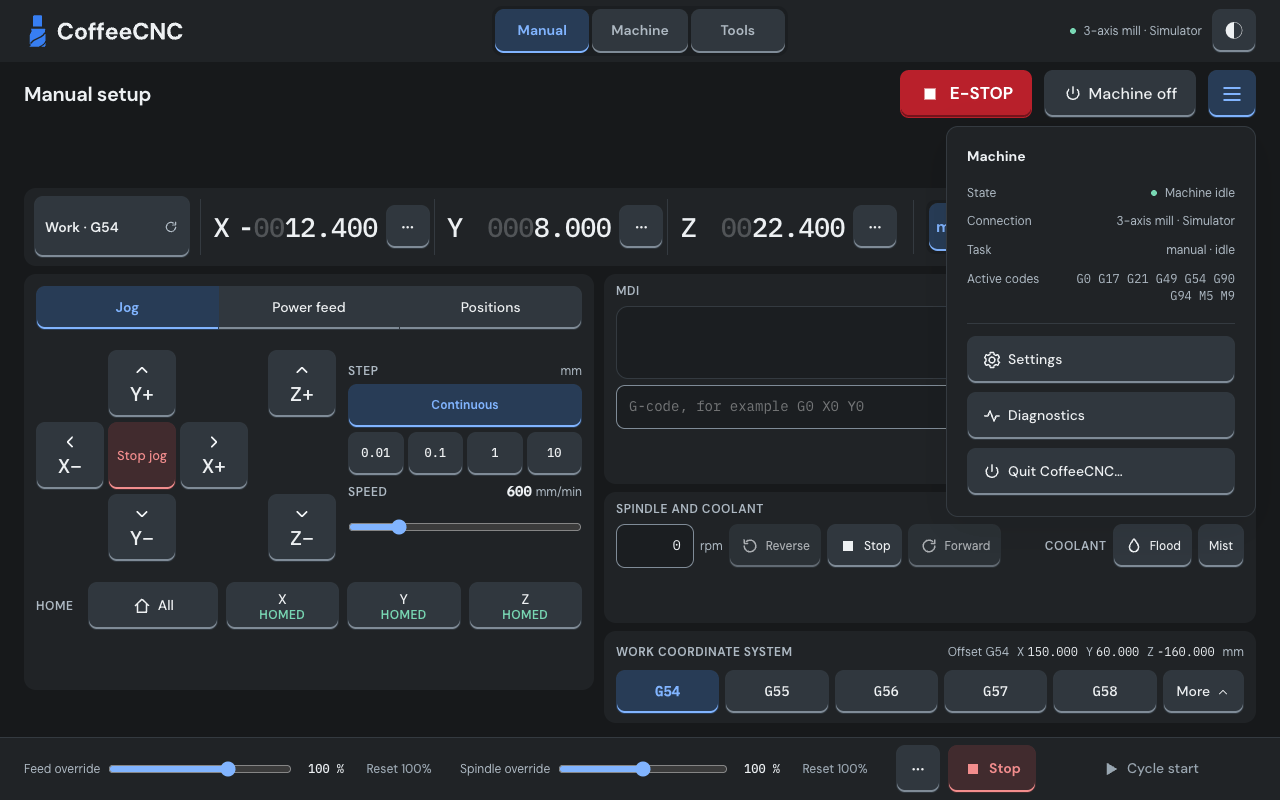 CoffeeCNC
Manual
Machine
Tools
3-axis mill · Simulator
Manual setup
E-STOP
Machine off
Machine
State
Machine idle
Connection
3-axis mill · Simulator
Task
manual · idle
Active codes
G0 G17 G21 G49 G54 G90
G94 M5 M9
Settings
Diagnostics
Quit CoffeeCNC…
Work · G54
X -0012.400
···
Y 0008.000
···
Z 0022.400
···
Jog
Power feed
Positions
Y+
Z+
X−
Stop jog
X+
Y−
Z−
STEP
mm
Continuous
0.01
0.1
1
10
SPEED
600 mm/min
HOME
All
X
HOMED
Y
HOMED
Z
HOMED
MDI
G-code, for example G0 X0 Y0
SPINDLE AND COOLANT
0 rpm
Reverse
Stop
Forward
COOLANT
Flood
Mist
WORK COORDINATE SYSTEM
Offset G54 X 150.000 Y 60.000 Z -160.000 mm
G54
G55
G56
G57
G58
More
Feed override
100 %
Reset 100%
Spindle override
100 %
Reset 100%
···
Stop
Cycle start